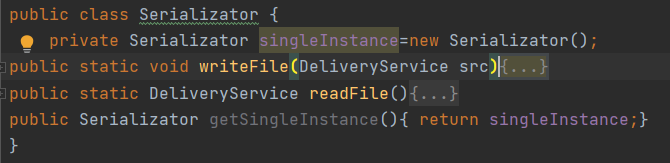 public class Serializator {
private Serializator singleInstance=new Serializator();
public static void writeFile(DeliveryService src){...}
public static DeliveryService readFile(){...}
public Serializator getSingleInstance(){ return singleInstance;}
}